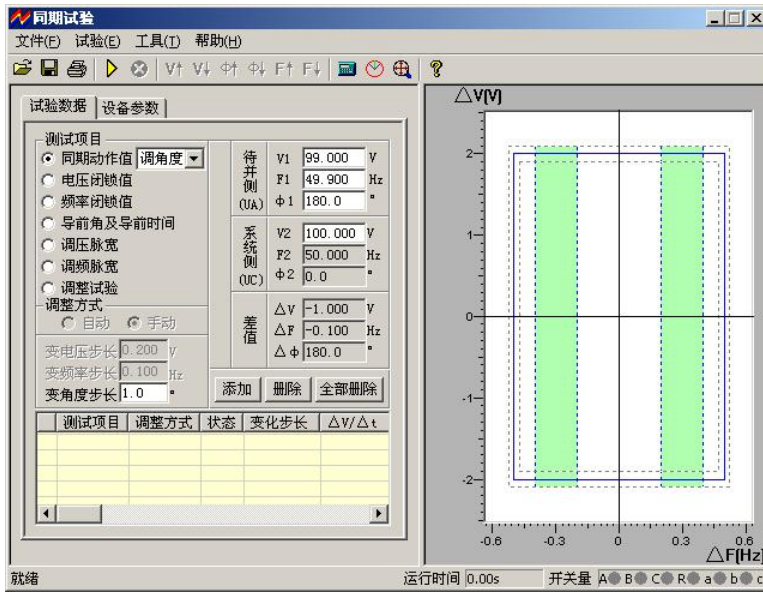 同期试验
文件(F) 试验(E) 工具(T) 帮助(H)
V↑ V↓ Φ↑ Φ↓ F↑ F↓
试验数据 设备参数
测试项目
同期动作值 调角度
电压闭锁值
频率闭锁值
导前角及导前时间
调压脉宽
调频脉宽
调整试验
调整方式
自动 手动
变电压步长 0.200 V
变频率步长 0.100 Hz
变角度步长 1.0 °
待并侧(UA)
V1 99.000 V
F1 49.900 Hz
Φ1 180.0 °
系统侧(UC)
V2 100.000 V
F2 50.000 Hz
Φ2 0.0 °
差值
△V -1.000 V
△F -0.100 Hz
△Φ 180.0 °
添加 删除 全部删除
测试项目 调整方式 状态 变化步长 △V/△t
△V(V)
2
1
0
-1
-2
-0.6 -0.3 0 0.3 0.6
△F(Hz)
就绪 运行时间 0.00s 开关量 A B C R a b c